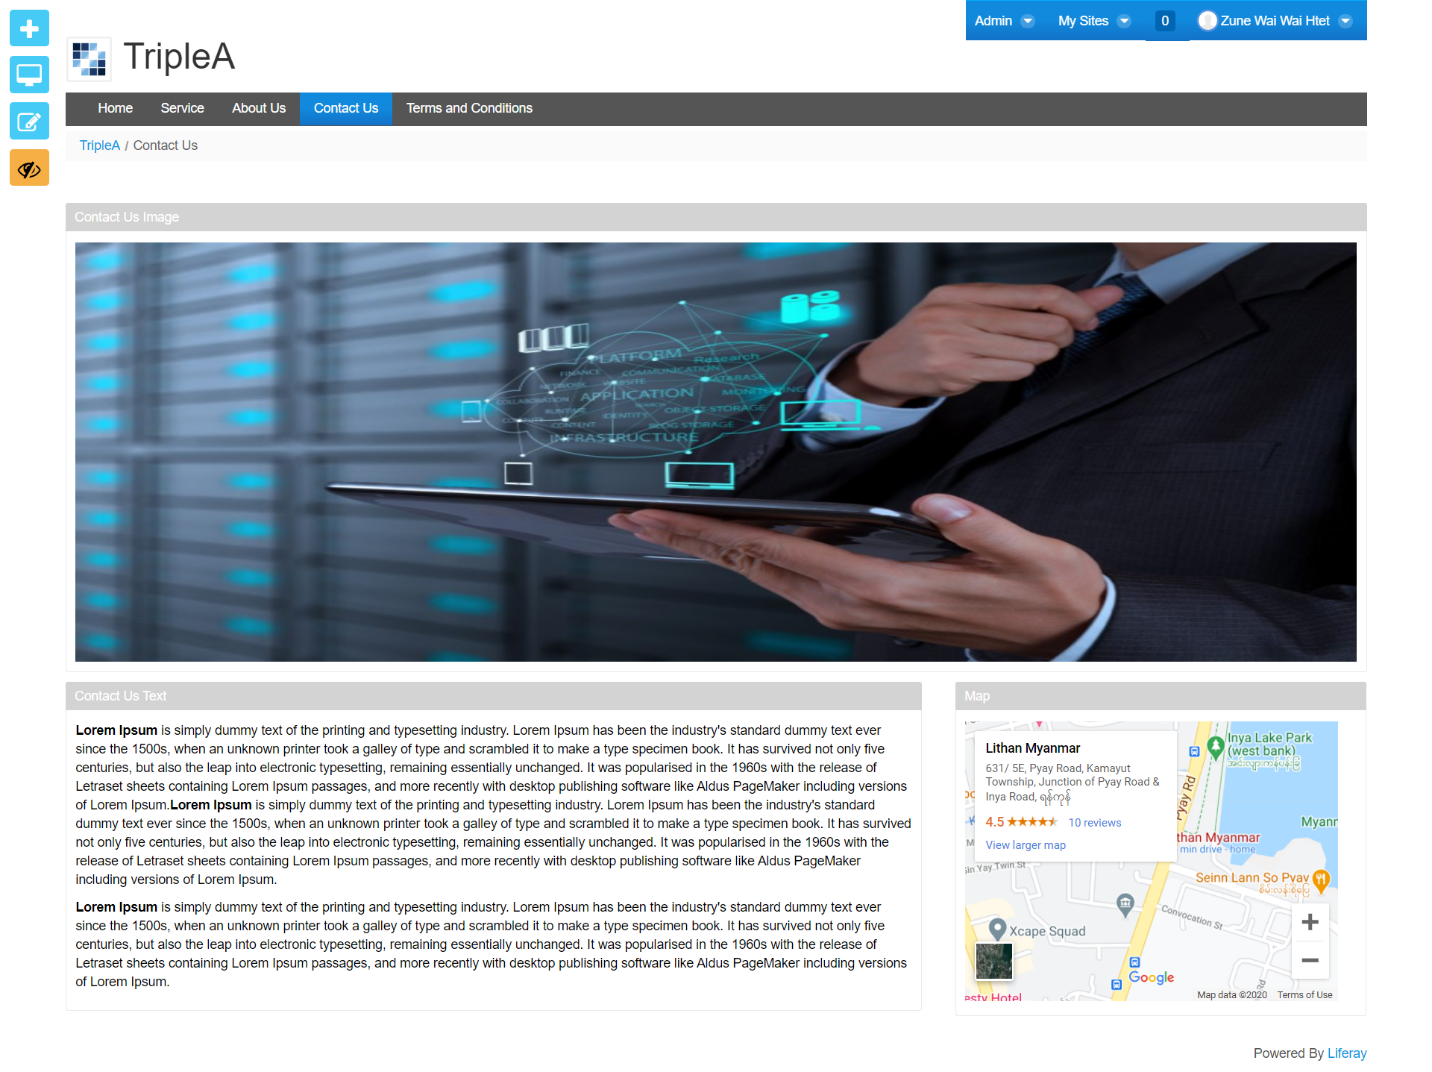 Admin My Sites 0 Zune Wai Wai Htet
TripleA
Home Service About Us Contact Us Terms and Conditions
TripleA / Contact Us
Contact Us Image
PLATFORM Research
FINANCE COMMUNICATION
NETWORK WEBSITE DATABASE
COLLABORATION APPLICATION MONITORING
RUNTIME IDENTITY OBJECT STORAGE
CONTENT BLOG STORAGE
INFRASTRUCTURE
Contact Us Text
Lorem Ipsum is simply dummy text of the printing and typesetting industry. Lorem Ipsum has been the industry's standard dummy text ever
since the 1500s, when an unknown printer took a galley of type and scrambled it to make a type specimen book. It has survived not only five
centuries, but also the leap into electronic typesetting, remaining essentially unchanged. It was popularised in the 1960s with the release of
Letraset sheets containing Lorem Ipsum passages, and more recently with desktop publishing software like Aldus PageMaker including versions
of Lorem Ipsum.Lorem Ipsum is simply dummy text of the printing and typesetting industry. Lorem Ipsum has been the industry's standard
dummy text ever since the 1500s, when an unknown printer took a galley of type and scrambled it to make a type specimen book. It has survived
not only five centuries, but also the leap into electronic typesetting, remaining essentially unchanged. It was popularised in the 1960s with the
release of Letraset sheets containing Lorem Ipsum passages, and more recently with desktop publishing software like Aldus PageMaker
including versions of Lorem Ipsum.
Lorem Ipsum is simply dummy text of the printing and typesetting industry. Lorem Ipsum has been the industry's standard dummy text ever
since the 1500s, when an unknown printer took a galley of type and scrambled it to make a type specimen book. It has survived not only five
centuries, but also the leap into electronic typesetting, remaining essentially unchanged. It was popularised in the 1960s with the release of
Letraset sheets containing Lorem Ipsum passages, and more recently with desktop publishing software like Aldus PageMaker including versions
of Lorem Ipsum.
Map
Lithan Myanmar
631/ 5E, Pyay Road, Kamayut
Township, Junction of Pyay Road &
Inya Road, ရန်ကုန်
4.5 10 reviews
View larger map
Inya Lake Park
(west bank)
Pyay Rd
Myanr
than Myanmar
min drive - home
Seinn Lann So Pyay
in Yay Twin St
Convocation St
Xcape Squad
Google
esty Hotel
Rd
Map data ©2020 Terms of Use
Powered By Liferay